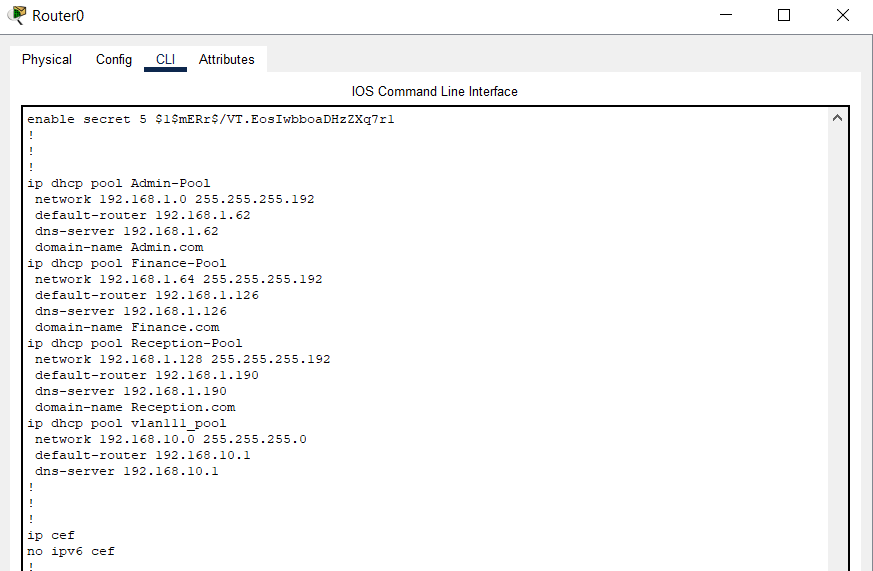 Router0
Physical Config CLI Attributes
IOS Command Line Interface
enable secret 5 $1$mERr$/VT.EosIwbboaDHzZXq7r1
!
!
!
ip dhcp pool Admin-Pool
 network 192.168.1.0 255.255.255.192
 default-router 192.168.1.62
 dns-server 192.168.1.62
 domain-name Admin.com
ip dhcp pool Finance-Pool
 network 192.168.1.64 255.255.255.192
 default-router 192.168.1.126
 dns-server 192.168.1.126
 domain-name Finance.com
ip dhcp pool Reception-Pool
 network 192.168.1.128 255.255.255.192
 default-router 192.168.1.190
 dns-server 192.168.1.190
 domain-name Reception.com
ip dhcp pool vlan111_pool
 network 192.168.10.0 255.255.255.0
 default-router 192.168.10.1
 dns-server 192.168.10.1
!
!
!
ip cef
no ipv6 cef
!